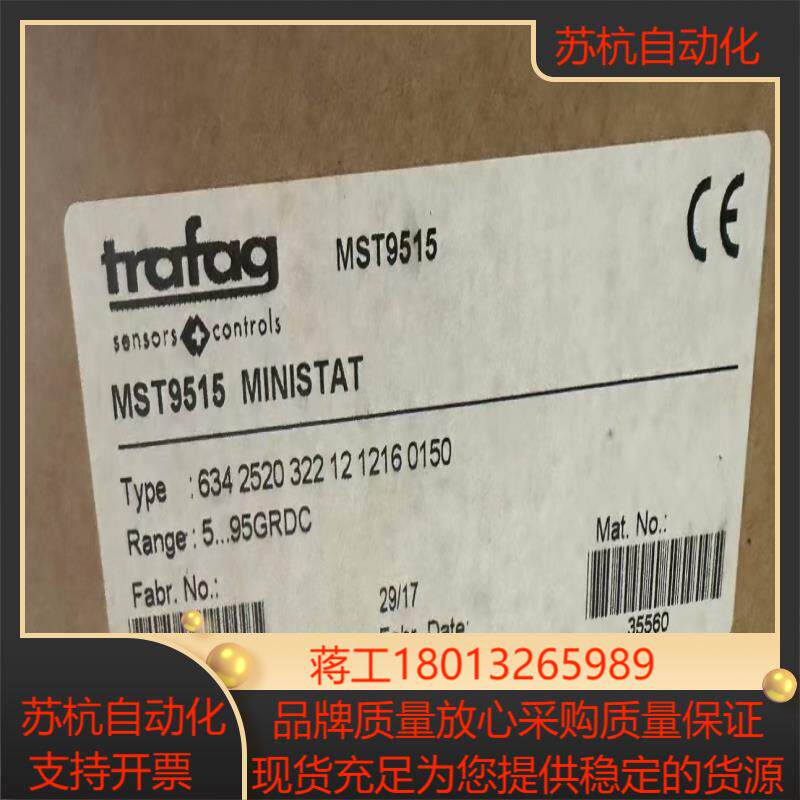 苏杭自动化
trafag
MST9515
CE
sensors controls
MST9515 MINISTAT
Type : 634 2520 322 12 1216 0150
Range : 5...95GRDC
Mat. No.:
Fabr. No.:
29/17
Fabr. Date:
35560
蒋工18013265989
苏杭自动化
支持开票
品牌质量放心采购质量保证
现货充足为您提供稳定的货源